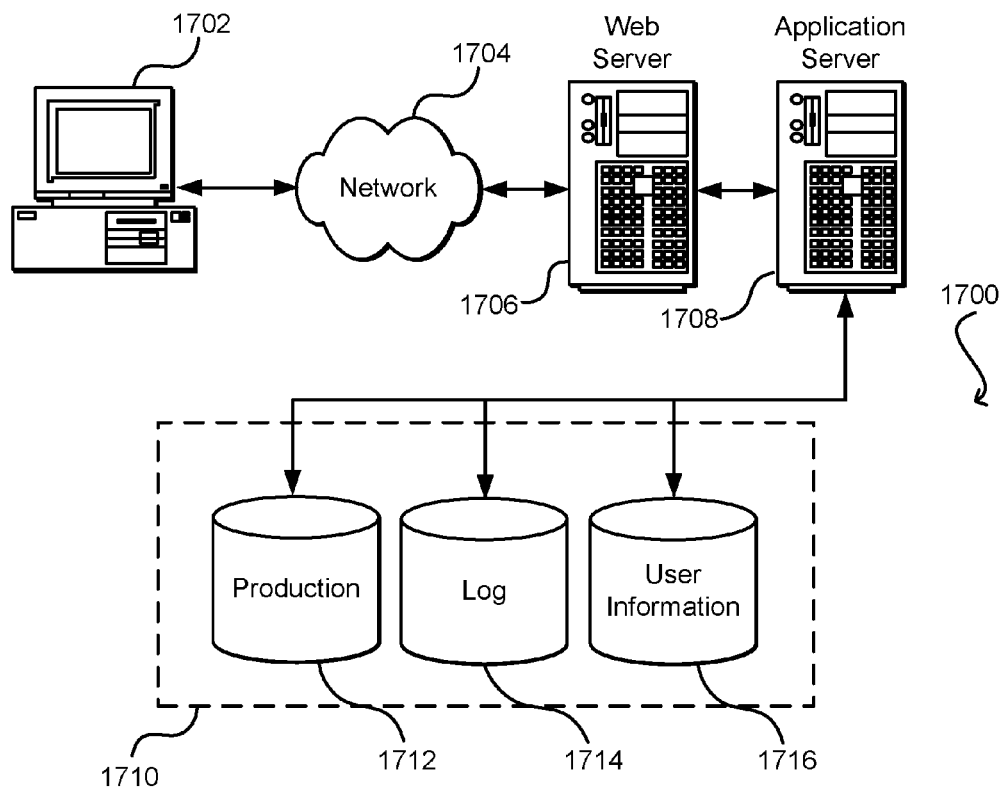 1702
1704
Web
Server
Application
Server
Network
1706
1708
1700
Production
Log
User
Information
1710
1712
1714
1716